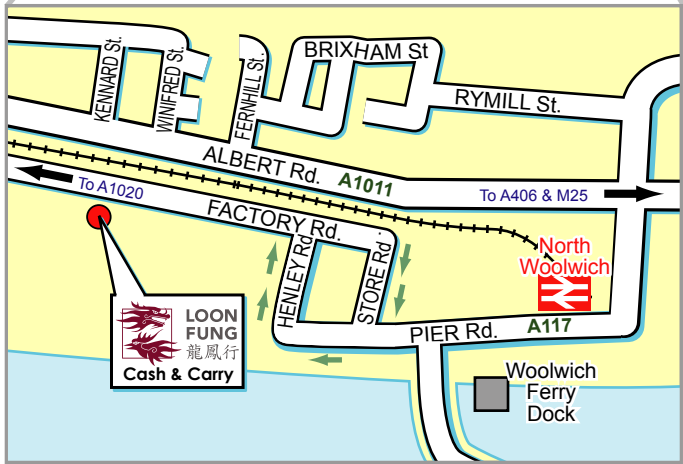 BRIXHAM St
KENNARD St.
WINIFRED St.
FERNHILL St.
RYMILL St.
ALBERT Rd.
A1011
To A1020
To A406 & M25
FACTORY Rd.
HENLEY Rd
STORE Rd.
North
Woolwich
PIER Rd.
A117
LOON
FUNG
龍鳳行
Cash & Carry
Woolwich
Ferry
Dock